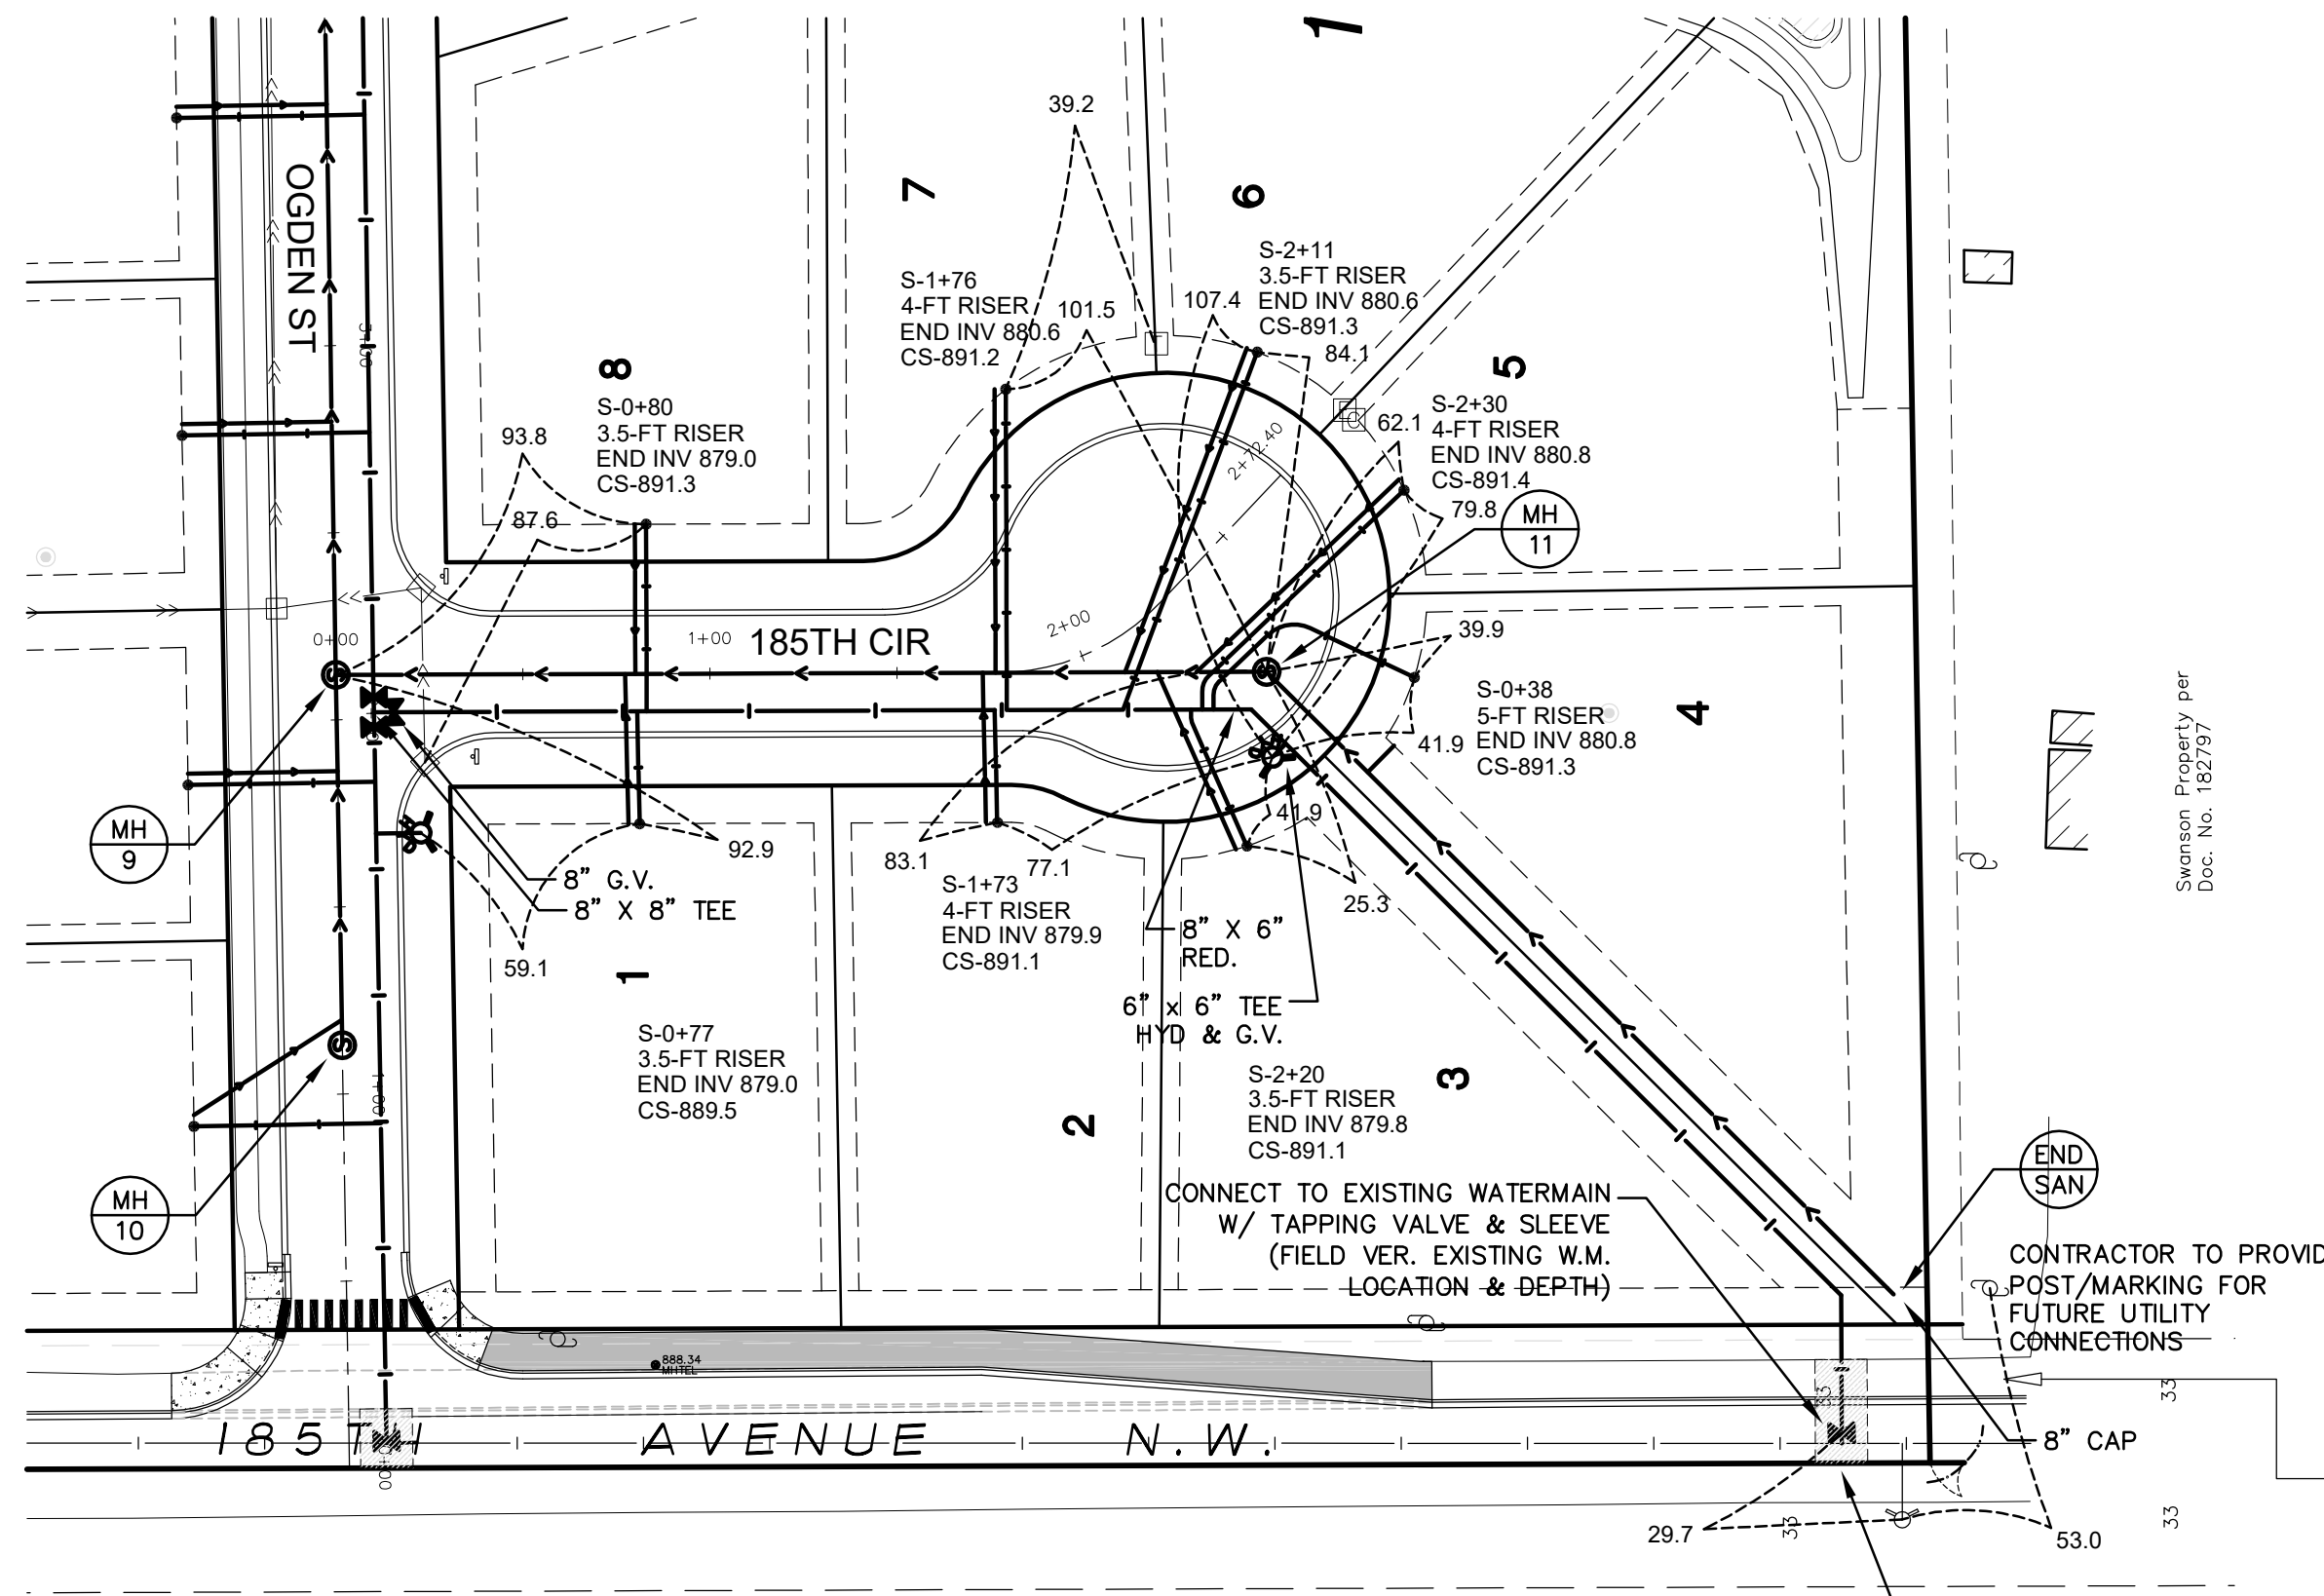 1
39.2
OGDEN ST
3+00
7
6
S-2+11
3.5-FT RISER
END INV 880.6
CS-891.3
S-1+76
4-FT RISER
END INV 880.6
CS-891.2
101.5
107.4
84.1
8
S-0+80
3.5-FT RISER
END INV 879.0
CS-891.3
93.8
87.6
5
S-2+30
4-FT RISER
END INV 880.8
CS-891.4
62.1
79.8
2+72.40
MH
11
0+00
1+00
185TH CIR
2+00
39.9
S-0+38
5-FT RISER
END INV 880.8
CS-891.3
4
41.9
Swanson Property per
Doc. No. 182797
MH
9
92.9
8” G.V.
8” X 8” TEE
59.1
83.1
77.1
41.9
25.3
S-1+73
4-FT RISER
END INV 879.9
CS-891.1
8” X 6”
RED.
6” x 6” TEE
HYD & G.V.
1
S-0+77
3.5-FT RISER
END INV 879.0
CS-889.5
1+00
2
S-2+20
3.5-FT RISER
END INV 879.8
CS-891.1
3
MH
10
CONNECT TO EXISTING WATERMAIN
W/ TAPPING VALVE & SLEEVE
(FIELD VER. EXISTING W.M.
LOCATION & DEPTH)
END
SAN
CONTRACTOR TO PROVID
POST/MARKING FOR
FUTURE UTILITY
CONNECTIONS
888.34
MHTEL
185TH AVENUE N.W.
0+00
33
33
8” CAP
29.7
33
53.0
33